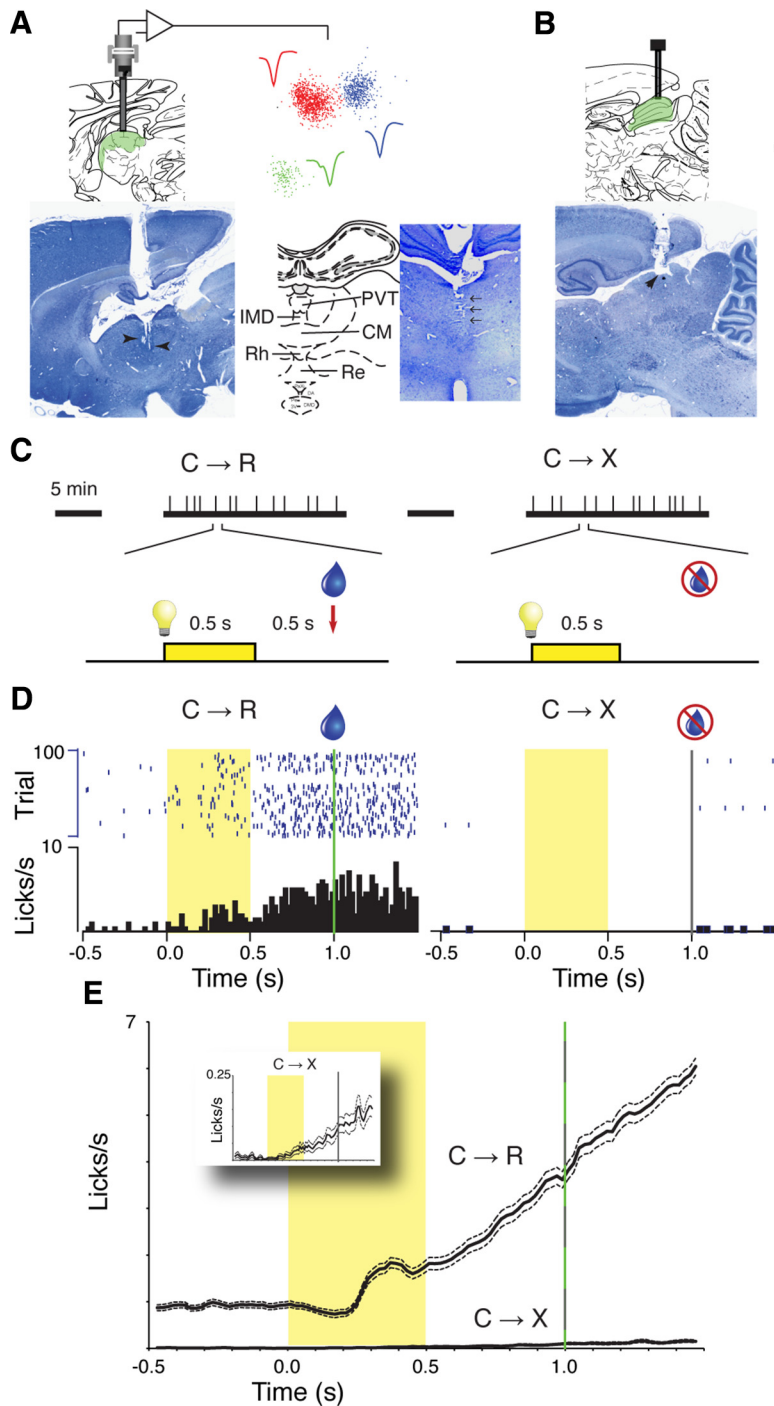 A
B
PVT
IMD
CM
Rh
Re
C
C → R
C → X
5 min
0.5 s
0.5 s
0.5 s
D
C → R
C → X
100
Trial
10
Licks/s
-0.5
0.0
0.5
1.0
-0.5
0.0
0.5
1.0
Time (s)
Time (s)
E
7
C → X
0.25
Licks/s
Licks/s
C → R
C → X
-0.5
0.0
0.5
1.0
Time (s)